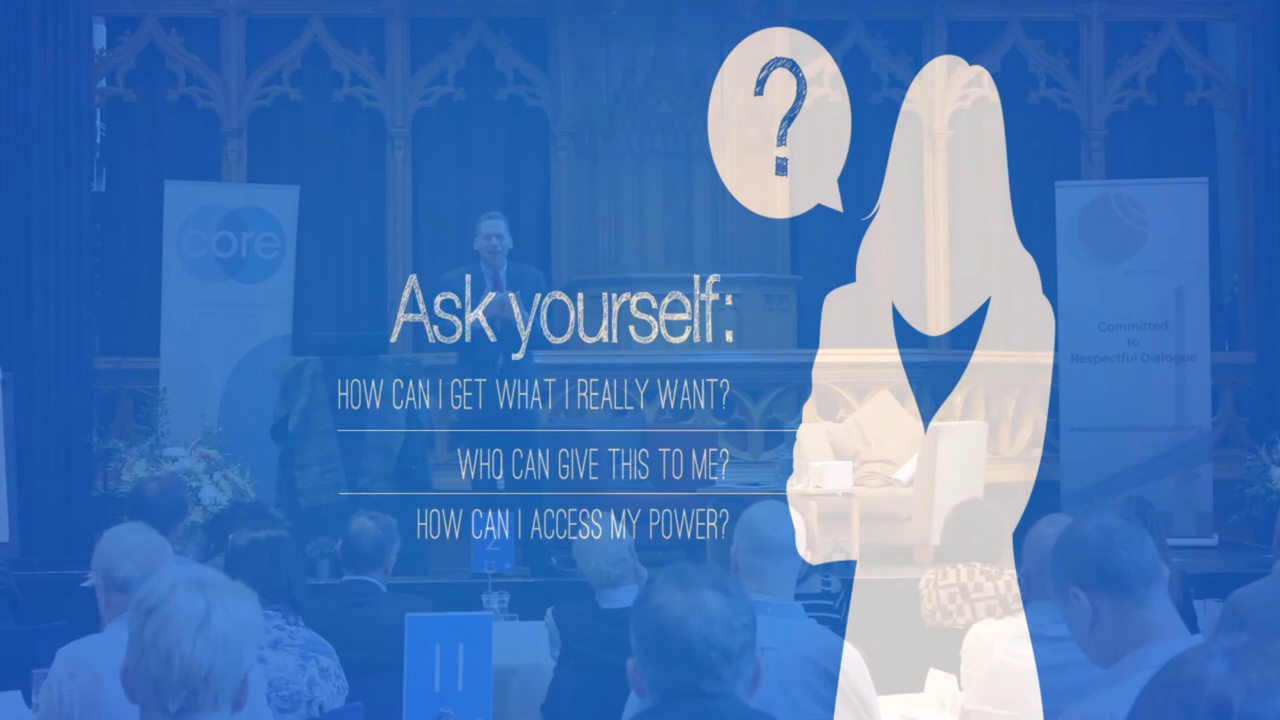 ?
core
Ask yourself:
Committed
to
Respectful Dialogue
HOW CAN I GET WHAT I REALLY WANT?
WHO CAN GIVE THIS TO ME?
HOW CAN I ACCESS MY POWER?
2
11